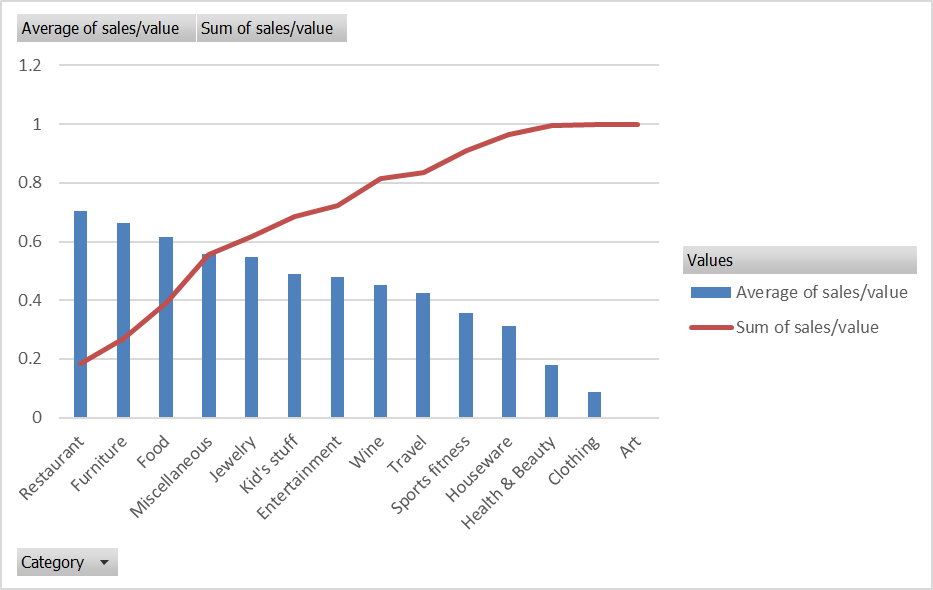 Average of sales/value Sum of sales/value
1.2
1
0.8
0.6
0.4
0.2
0
Restaurant
Furniture
Food
Miscellaneous
Jewelry
Kid's stuff
Entertainment
Wine
Travel
Sports fitness
Houseware
Health & Beauty
Clothing
Art
Values
Average of sales/value
Sum of sales/value
Category